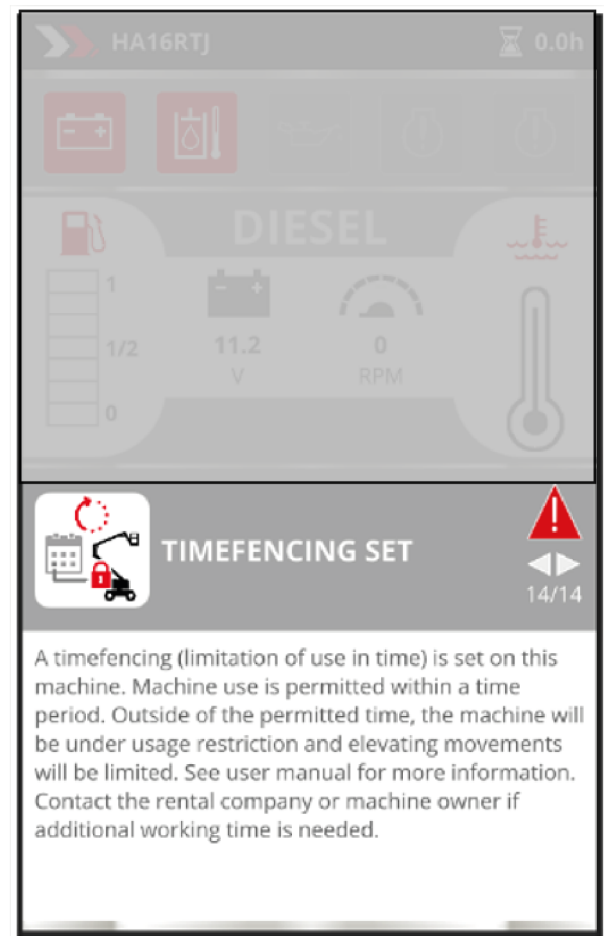 HA16RTJ
0.0h
DIESEL
1
1/2
0
11.2
V
0
RPM
TIMEFENCING SET
14/14
A timefencing (limitation of use in time) is set on this
machine. Machine use is permitted within a time
period. Outside of the permitted time, the machine will
be under usage restriction and elevating movements
will be limited. See user manual for more information.
Contact the rental company or machine owner if
additional working time is needed.